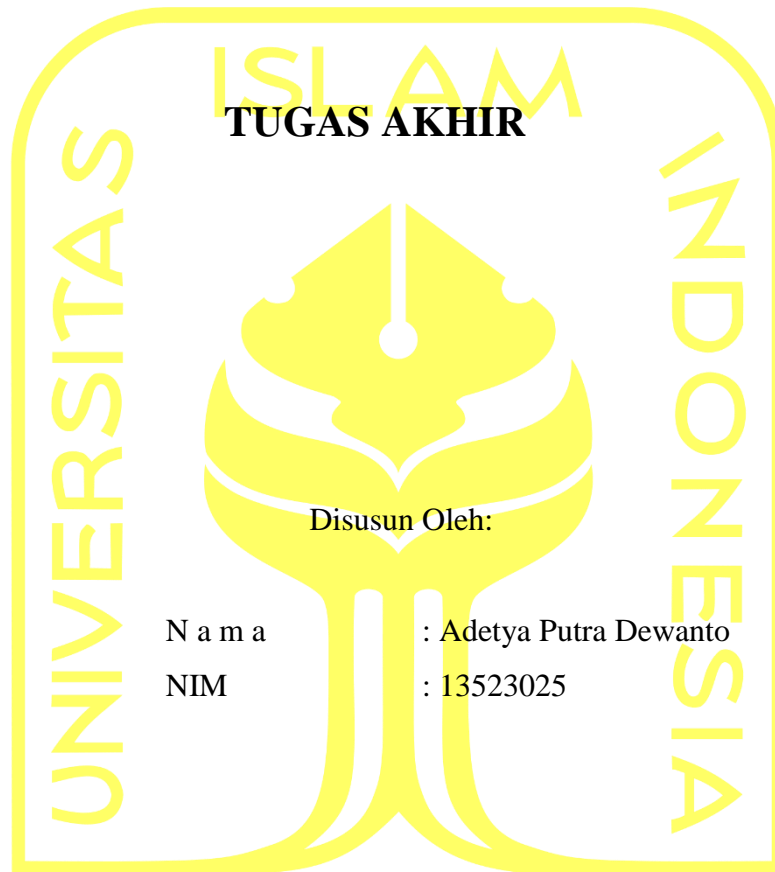 ISLAM
UNIVERSITAS
INDONESIA
TUGAS AKHIR
Disusun Oleh:
N a m a : Adetya Putra Dewanto
NIM : 13523025